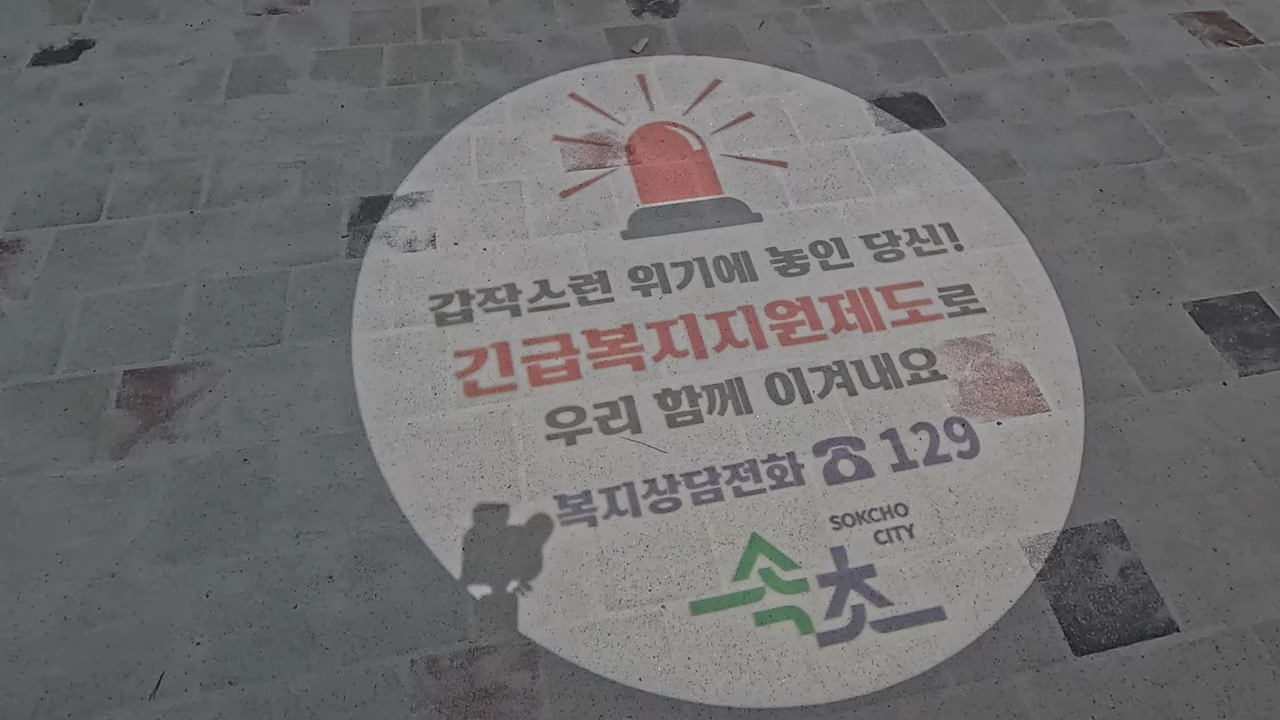 갑작스런 위기에 놓인 당신!
긴급복지지원제도로
우리 함께 이겨내요
복지상담전화 ☎ 129
SOKCHO
CITY
속초